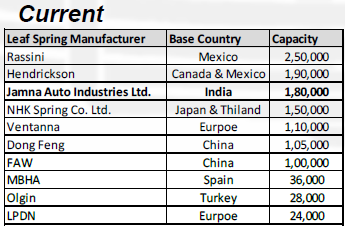 Current
Leaf Spring Manufacturer Base Country Capacity
Rassini Mexico 2,50,000
Hendrickson Canada & Mexico 1,90,000
Jamna Auto Industries Ltd. India 1,80,000
NHK Spring Co. Ltd. Japan & Thiland 1,50,000
Ventanna Eurpoe 1,10,000
Dong Feng China 1,05,000
FAW China 1,00,000
MBHA Spain 36,000
Olgin Turkey 28,000
LPDN Eurpoe 24,000